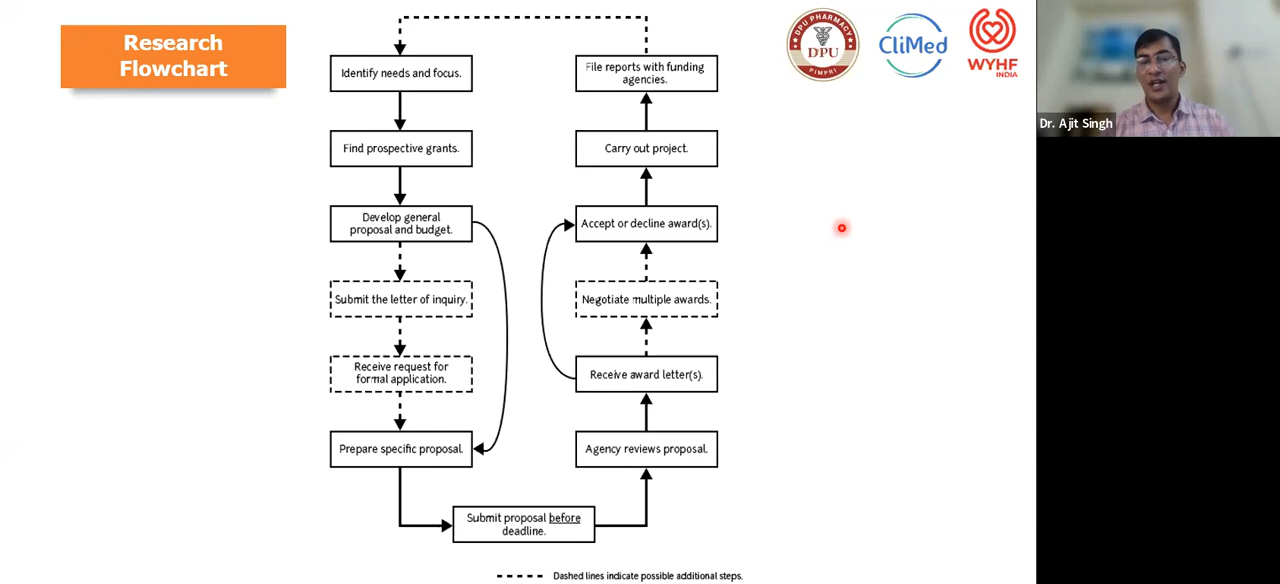 Research
Flowchart
Identify needs and focus.
Find prospective grants.
Develop general
proposal and budget.
Submit the letter of inquiry.
Receive request for
formal application.
Prepare specific proposal.
Submit proposal before
deadline.
Agency reviews proposal.
Receive award letter(s).
Negotiate multiple awards.
Accept or decline award(s).
Carry out project.
File reports with funding
agencies.
Dashed lines indicate possible additional steps.
DPU PHARMACY
DPU
PIMPRI
CliMed
WYHF
INDIA
Dr. Ajit Singh